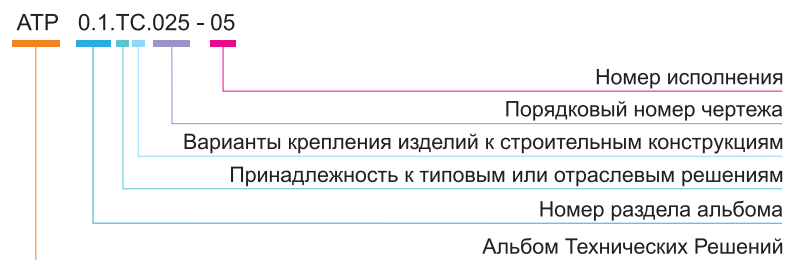 АТР 0.1.ТС.025 - 05
Номер исполнения
Порядковый номер чертежа
Варианты крепления изделий к строительным конструкциям
Принадлежность к типовым или отраслевым решениям
Номер раздела альбома
Альбом Технических Решений